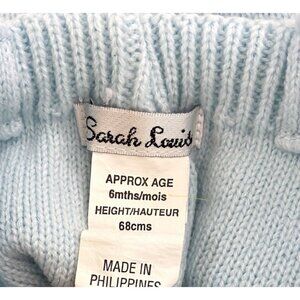 Sarah Louis
APPROX AGE
6mths/mois
HEIGHT/HAUTEUR
68cms
MADE IN
PHILIPPINES